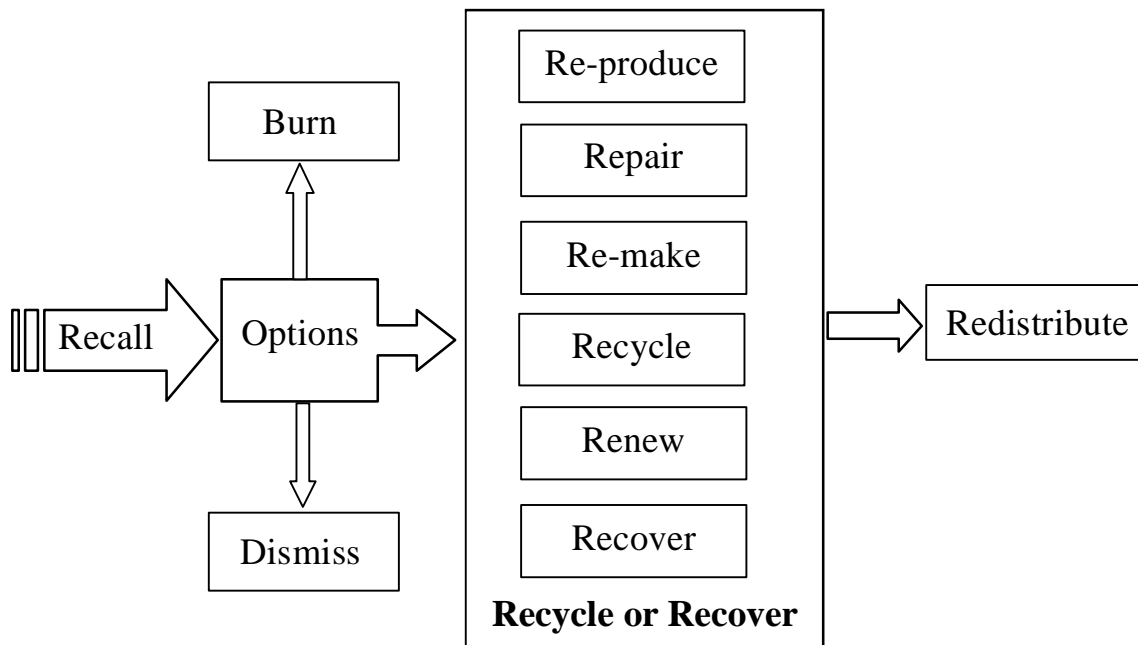 Recall
Options
Burn
Dismiss
Re-produce
Repair
Re-make
Recycle
Renew
Recover
Recycle or Recover
Redistribute